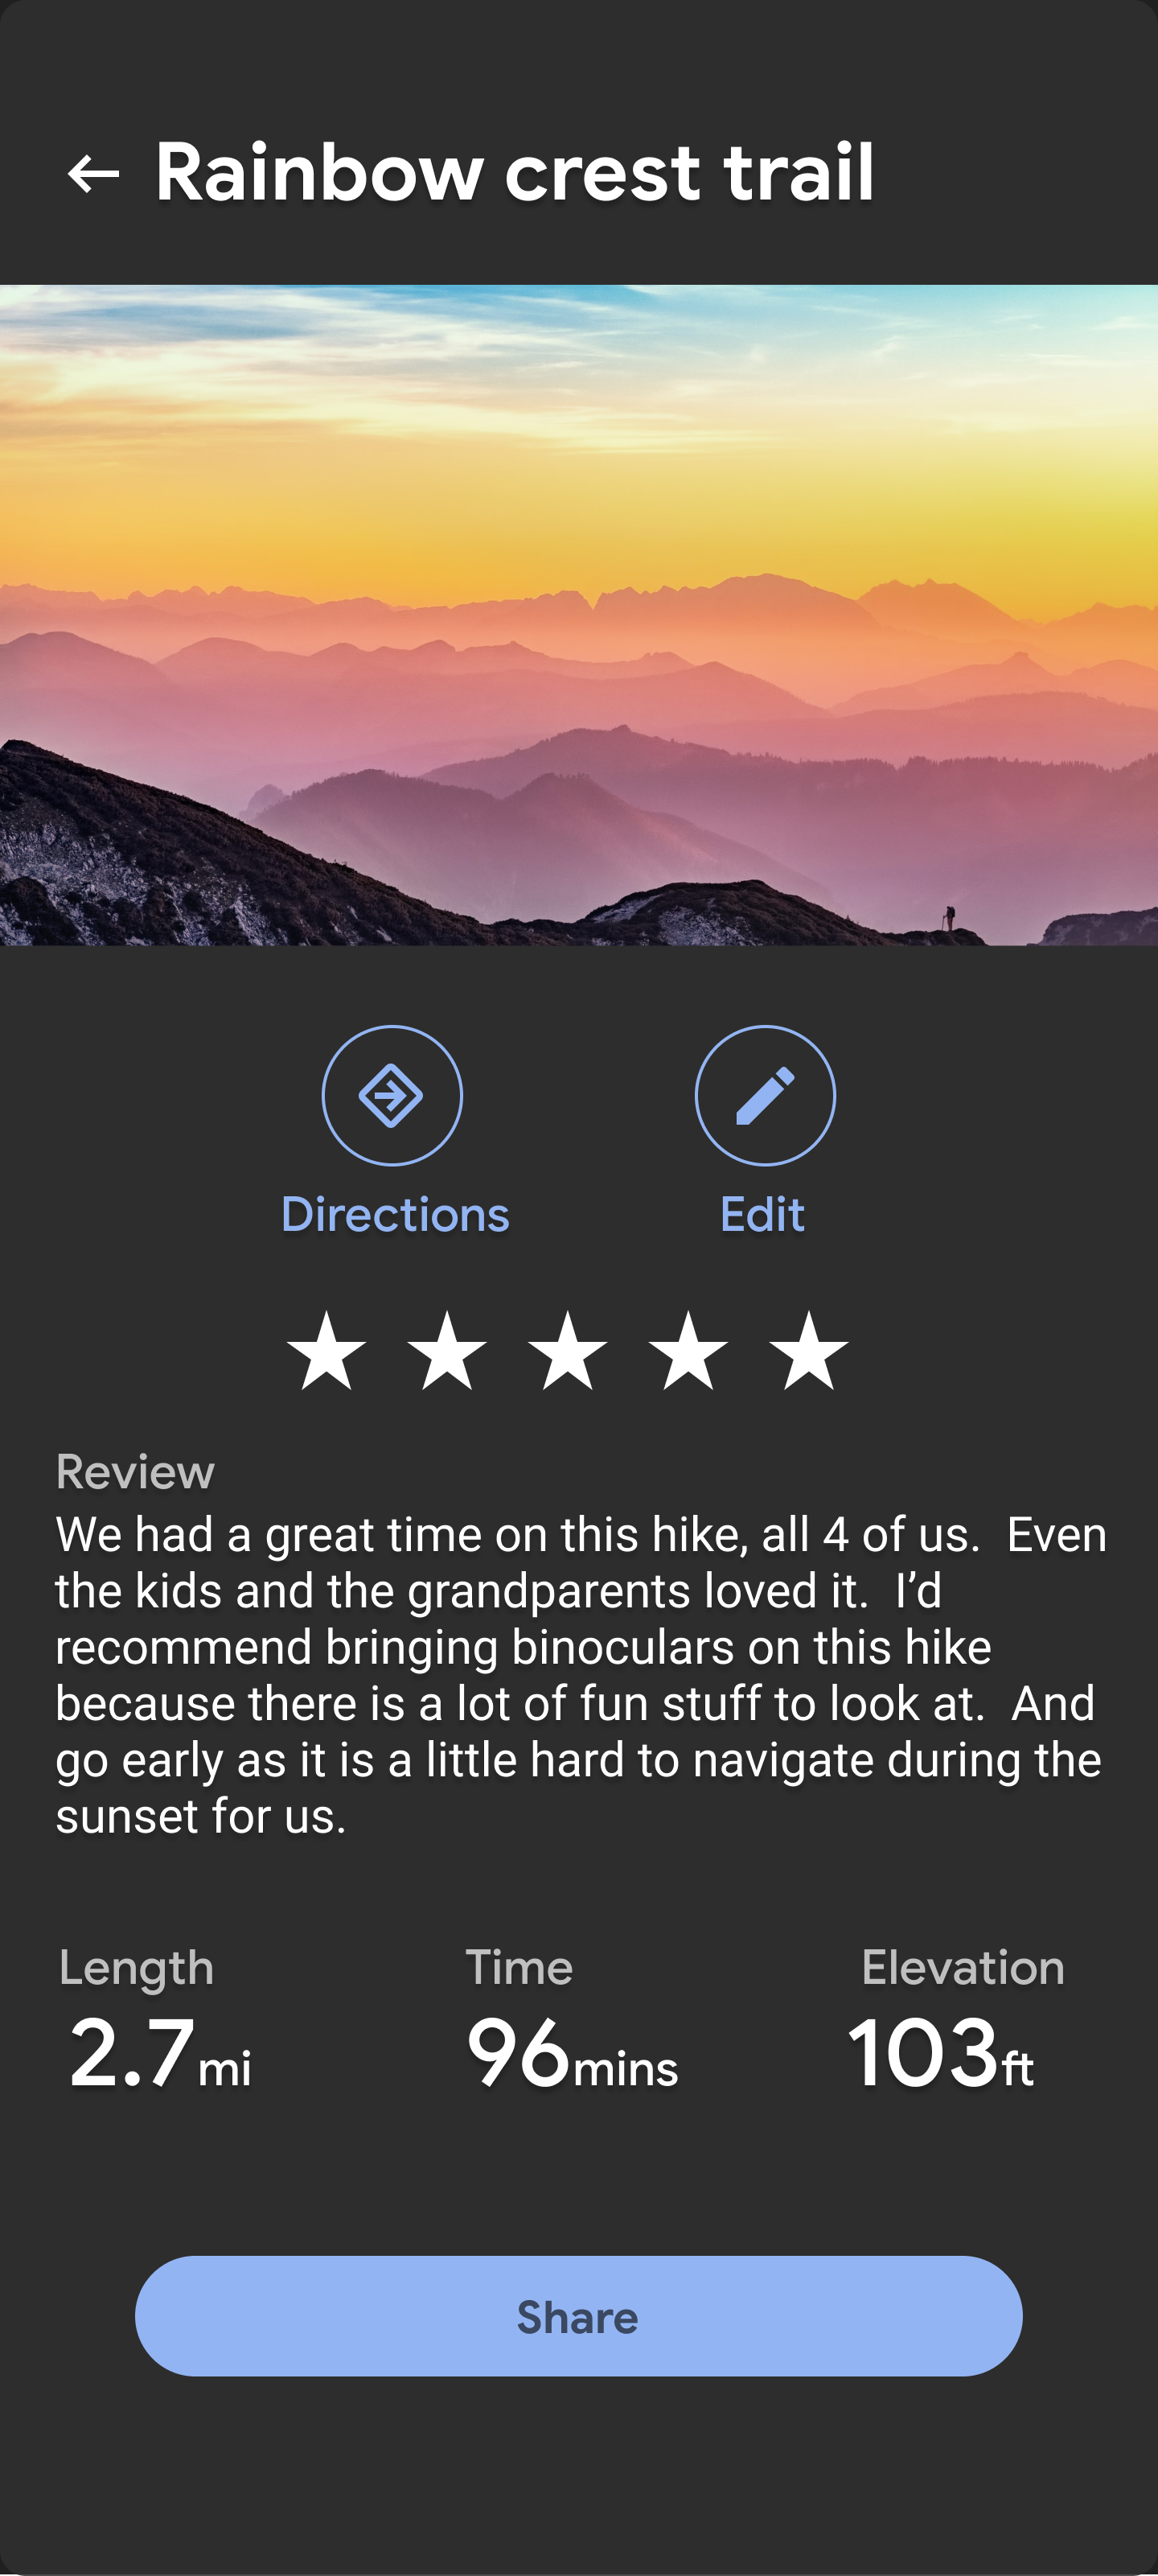 Rainbow crest trail
Directions
Edit
Review
We had a great time on this hike, all 4 of us.  Even
the kids and the grandparents loved it.  I’d
recommend bringing binoculars on this hike
because there is a lot of fun stuff to look at.  And
go early as it is a little hard to navigate during the
sunset for us.
Length
Time
Elevation
2.7mi
96mins
103ft
Share